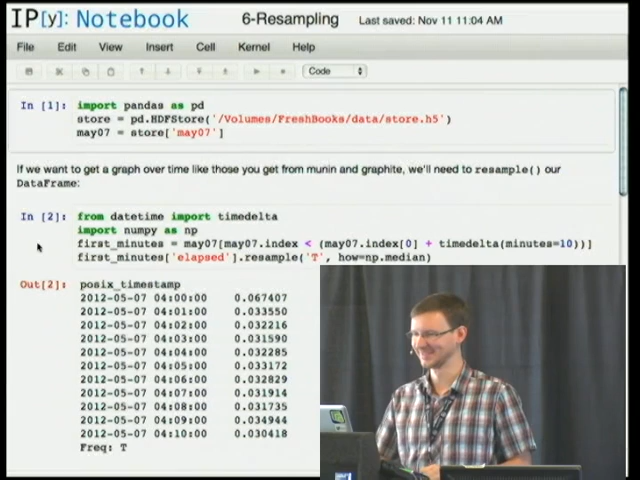 IP[y]: Notebook 6-Resampling Last saved: Nov 11 11:04 AM
File Edit View Insert Cell Kernel Help
Code
In [1]: import pandas as pd
store = pd.HDFStore('/Volumes/FreshBooks/data/store.h5')
may07 = store['may07']
If we want to get a graph over time like those you get from munin and graphite, we'll need to resample() our
DataFrame:
In [2]: from datetime import timedelta
import numpy as np
first_minutes = may07[may07.index < (may07.index[0] + timedelta(minutes=10))]
first_minutes['elapsed'].resample('T', how=np.median)
Out[2]: posix_timestamp
2012-05-07 04:00:00 0.067407
2012-05-07 04:01:00 0.033550
2012-05-07 04:02:00 0.032216
2012-05-07 04:03:00 0.031590
2012-05-07 04:04:00 0.032285
2012-05-07 04:05:00 0.033172
2012-05-07 04:06:00 0.032829
2012-05-07 04:07:00 0.031914
2012-05-07 04:08:00 0.031735
2012-05-07 04:09:00 0.034944
2012-05-07 04:10:00 0.030418
Freq: T